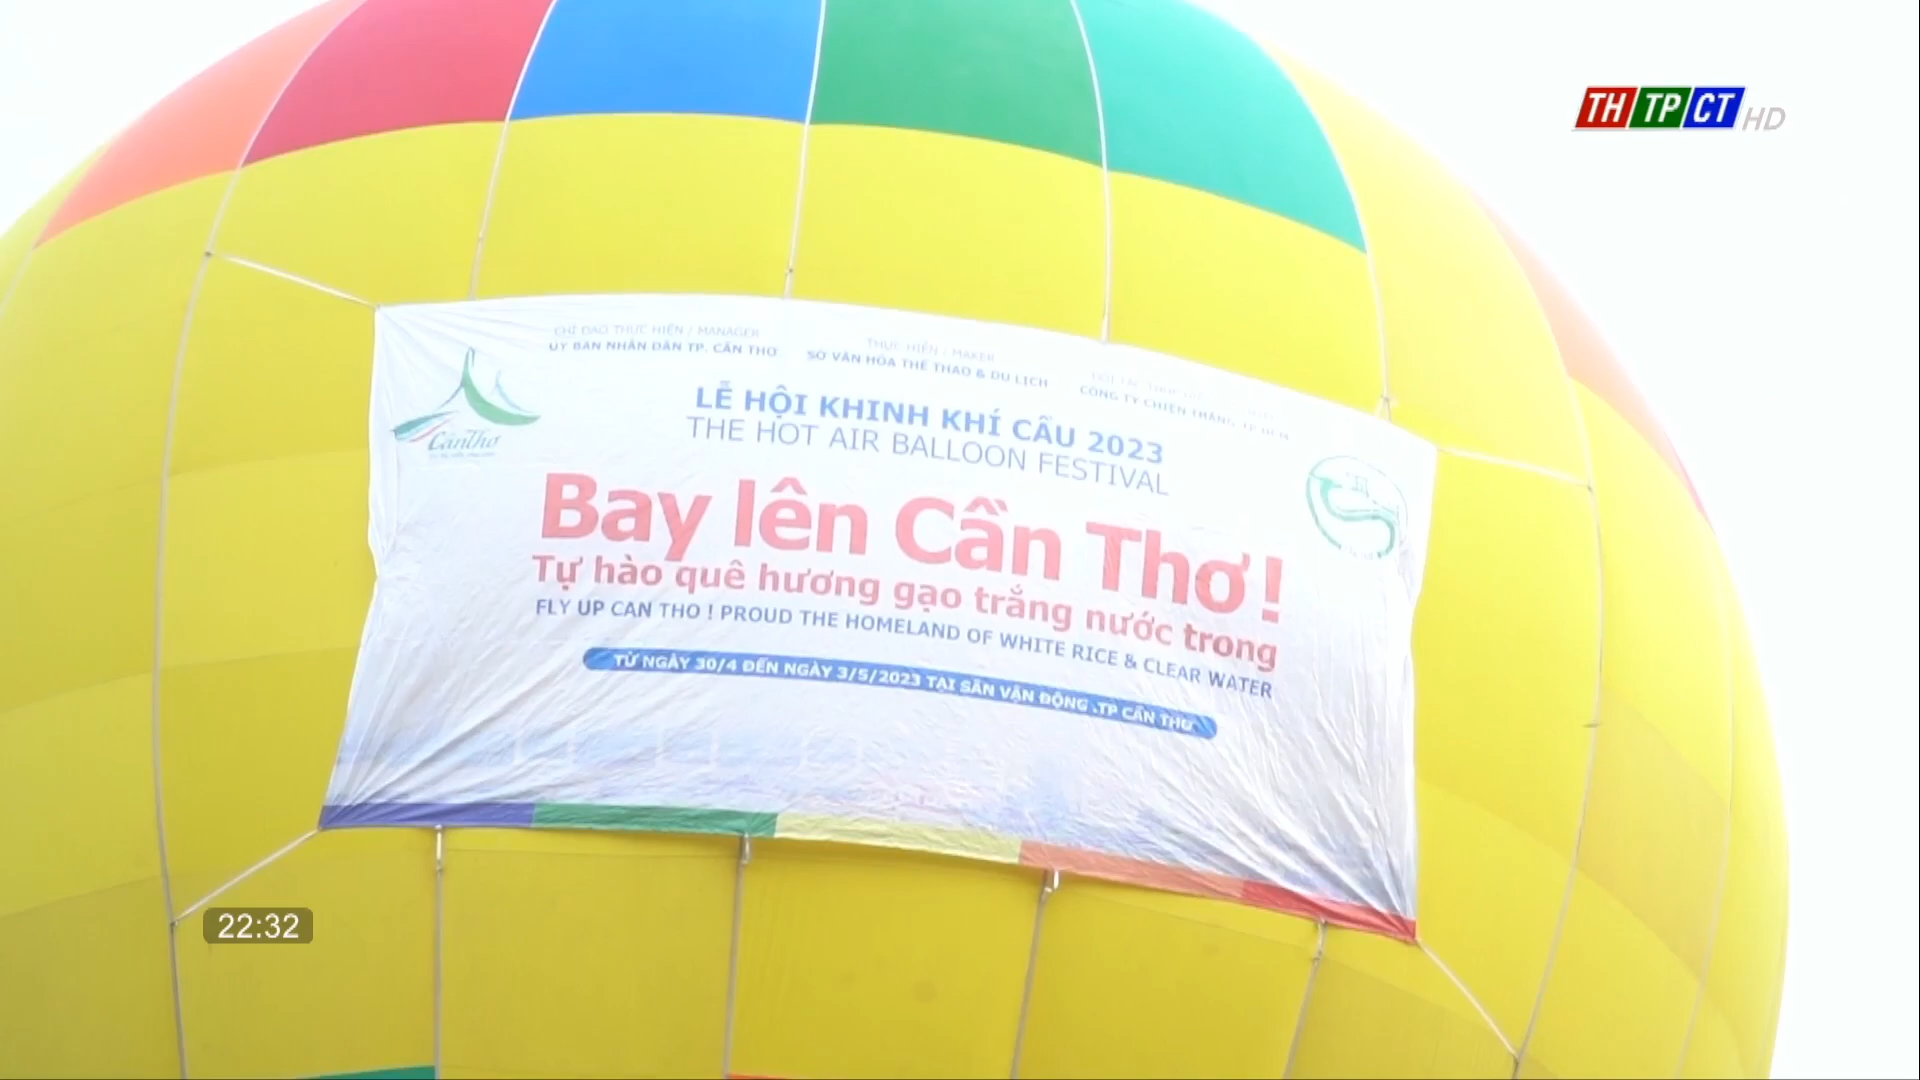 TH TP CT HD
CHỈ ĐẠO THỰC HIỆN / MANAGER
ỦY BAN NHÂN DÂN TP. CẦN THƠ
THỰC HIỆN / MAKER
SỞ VĂN HÓA THỂ THAO & DU LỊCH
CÔNG TY CHIẾN THẮNG
CầnThơ
LỄ HỘI KHINH KHÍ CẦU 2023
THE HOT AIR BALLOON FESTIVAL
Bay lên Cần Thơ !
Tự hào quê hương gạo trắng nước trong
FLY UP CAN THO ! PROUD THE HOMELAND OF WHITE RICE & CLEAR WATER
TỪ NGÀY 30/4 ĐẾN NGÀY 3/5/2023 TẠI SÂN VẬN ĐỘNG .TP CẦN THƠ
22:32